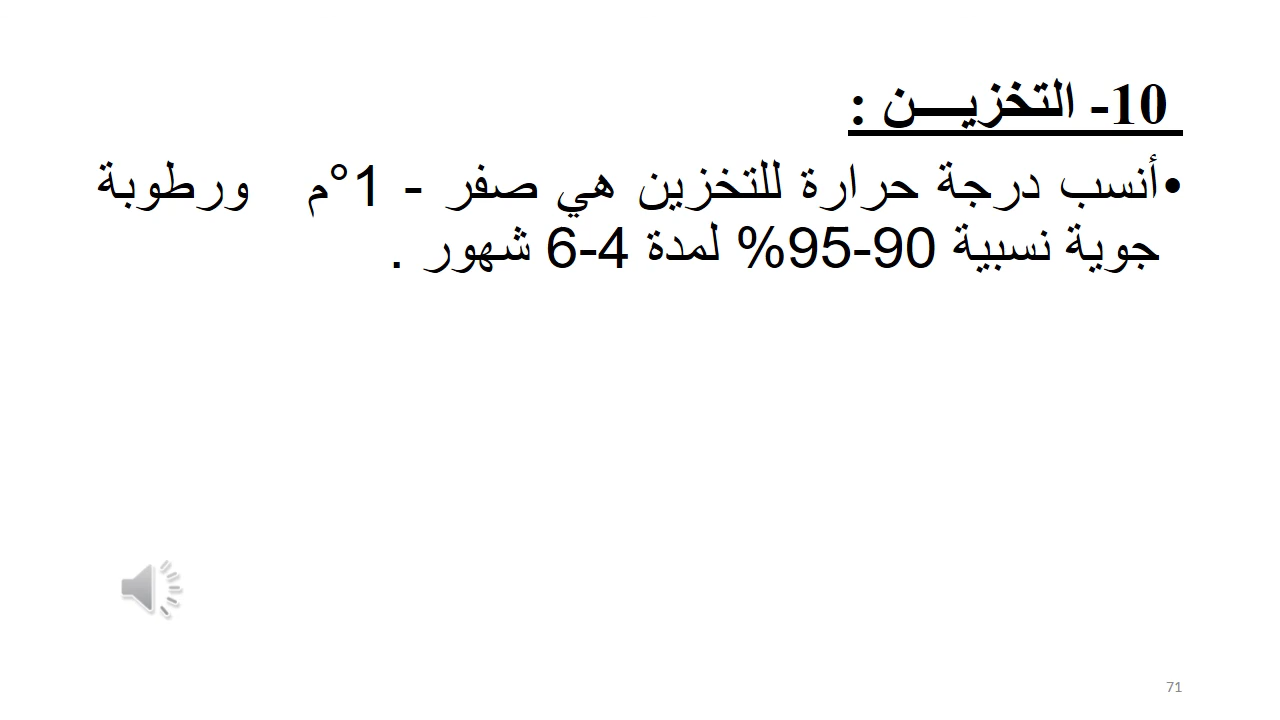 10- التخزيـــن :
•أنسب درجة حرارة للتخزين هي صفر - 1°م ورطوبة
جوية نسبية 90-95% لمدة 4-6 شهور .
71